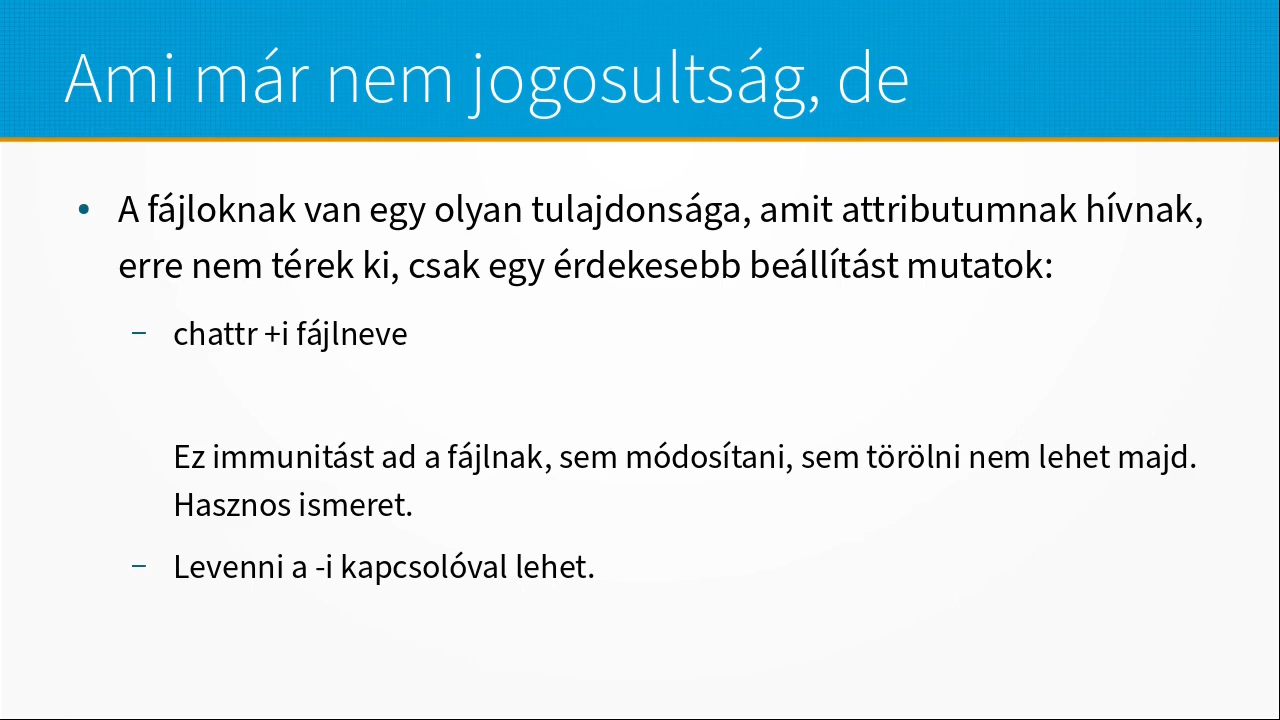 Ami már nem jogosultság, de
• A fájloknak van egy olyan tulajdonsága, amit attributumnak hívnak,
erre nem térek ki, csak egy érdekesebb beállítást mutatok:
– chattr +i fájlneve
Ez immunitást ad a fájlnak, sem módosítani, sem törölni nem lehet majd.
Hasznos ismeret.
– Levenni a -i kapcsolóval lehet.